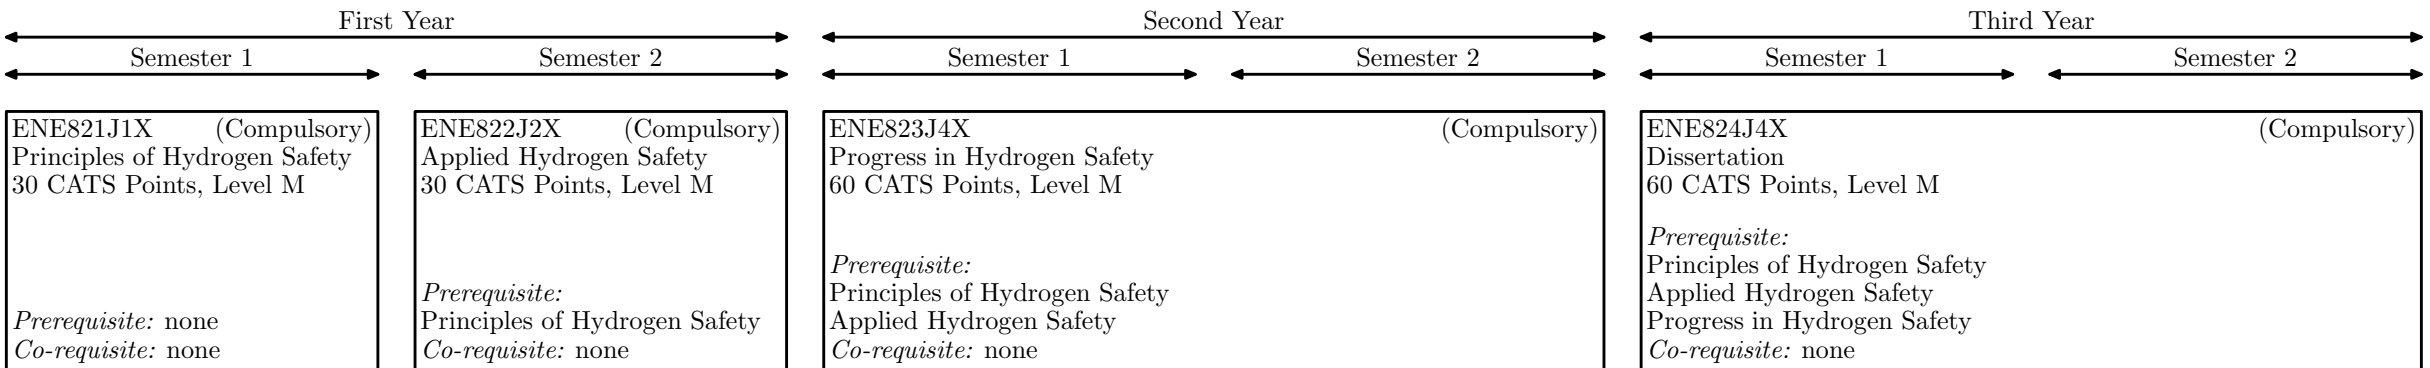 First Year
Semester 1
Semester 2
Second Year
Semester 1
Semester 2
Third Year
Semester 1
Semester 2
ENE821J1X (Compulsory)
Principles of Hydrogen Safety
30 CATS Points, Level M
Prerequisite: none
Co-requisite: none
ENE822J2X (Compulsory)
Applied Hydrogen Safety
30 CATS Points, Level M
Prerequisite:
Principles of Hydrogen Safety
Co-requisite: none
ENE823J4X (Compulsory)
Progress in Hydrogen Safety
60 CATS Points, Level M
Prerequisite:
Principles of Hydrogen Safety
Applied Hydrogen Safety
Co-requisite: none
ENE824J4X (Compulsory)
Dissertation
60 CATS Points, Level M
Prerequisite:
Principles of Hydrogen Safety
Applied Hydrogen Safety
Progress in Hydrogen Safety
Co-requisite: none